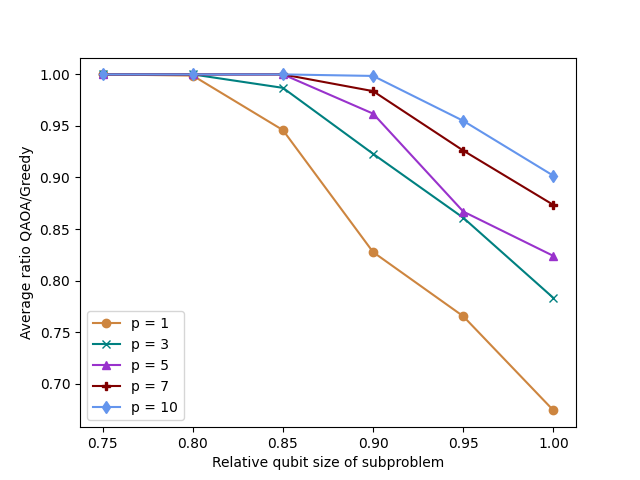 1.00
0.95
0.90
0.85
0.80
0.75
0.70
Average ratio QAOA/Greedy
p = 1
p = 3
p = 5
p = 7
p = 10
0.75 0.80 0.85 0.90 0.95 1.00
Relative qubit size of subproblem